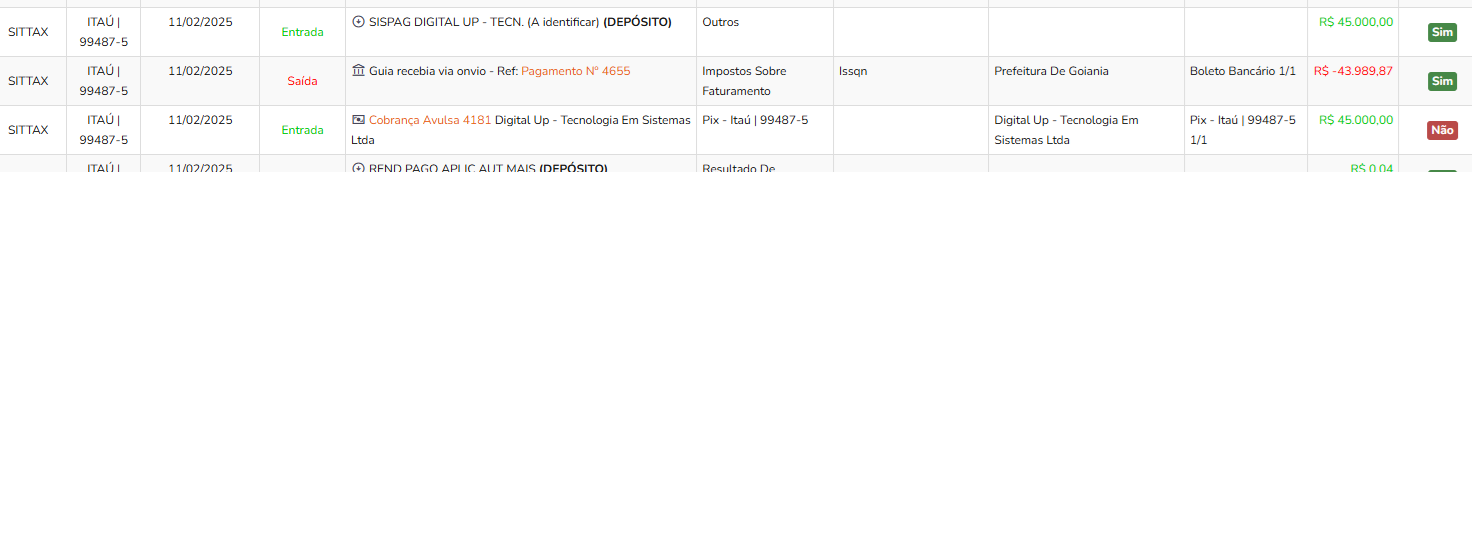 SITTAX ITAÚ | 99487-5 11/02/2025 Entrada SISPAG DIGITAL UP - TECN. (A identificar) (DEPÓSITO) Outros R$ 45.000,00 Sim
SITTAX ITAÚ | 99487-5 11/02/2025 Saída Guia recebia via onvio - Ref: Pagamento N° 4655 Impostos Sobre Faturamento Issqn Prefeitura De Goiania Boleto Bancário 1/1 R$ -43.989,87 Sim
SITTAX ITAÚ | 99487-5 11/02/2025 Entrada Cobrança Avulsa 4181 Digital Up - Tecnologia Em Sistemas Ltda Pix - Itaú | 99487-5 Digital Up - Tecnologia Em Sistemas Ltda Pix - Itaú | 99487-5 1/1 R$ 45.000,00 Não
ITAÚ | 11/02/2025 REND PAGO APLIC AUT MAIS (DEPÓSITO) Resultado De R$ 0,04